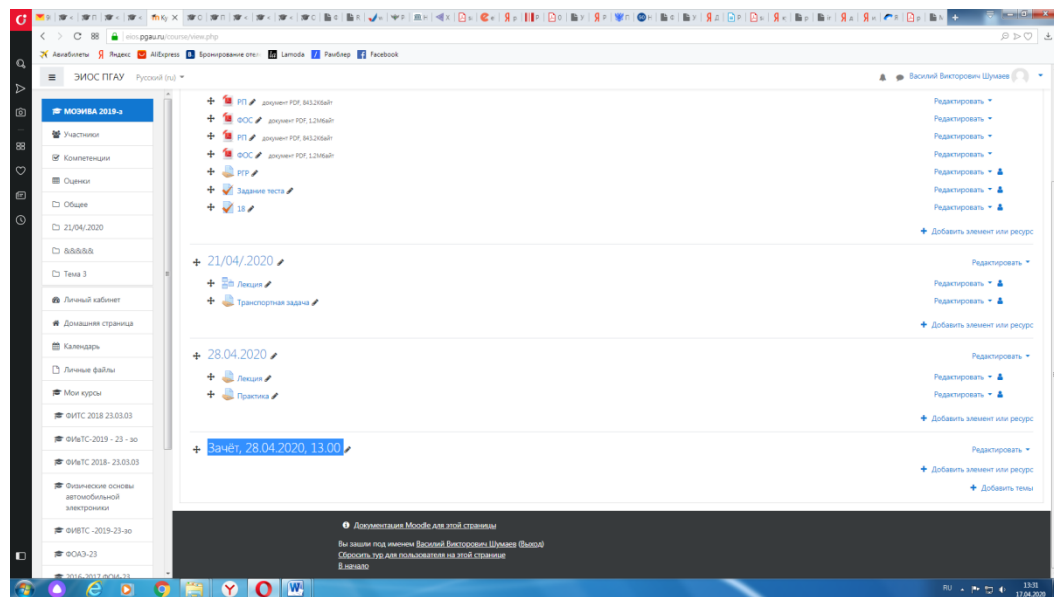 eios.pgau.ru/course/view.php
Авиабилеты Яндекс AliExpress Бронирование отел Lamoda Рамблер Facebook
ЭИОС ПГАУ Русский (ru)
Василий Викторович Шумаев
МОЭИВА 2019-з
Участники
Компетенции
Оценки
Общее
21/04/.2020
&&&&&
Тема 3
Личный кабинет
Домашняя страница
Календарь
Личные файлы
Мои курсы
ФИТС 2018 23.03.03
ФИвТС-2019 - 23 - зо
ФИвТС 2018- 23.03.03
Физические основы
автомобильной
электроники
ФИВТС -2019-23-зо
ФОАЭ-23
2016-2017 ФОИ-23
РП документ PDF, 843.2Кбайт Редактировать
ФОС документ PDF, 1.2Мбайт Редактировать
РП документ PDF, 843.2Кбайт Редактировать
ФОС документ PDF, 1.2Мбайт Редактировать
РГР Редактировать
Задание теста Редактировать
18 Редактировать
Добавить элемент или ресурс
21/04/.2020 Редактировать
Лекция Редактировать
Транспортная задача Редактировать
Добавить элемент или ресурс
28.04.2020 Редактировать
Лекция Редактировать
Практика Редактировать
Добавить элемент или ресурс
Зачёт, 28.04.2020, 13.00 Редактировать
Добавить элемент или ресурс
Добавить темы
Документация Moodle для этой страницы
Вы зашли под именем Василий Викторович Шумаев (Выход)
Сбросить тур для пользователя на этой странице
В начало
RU 13:31
17.04.2020